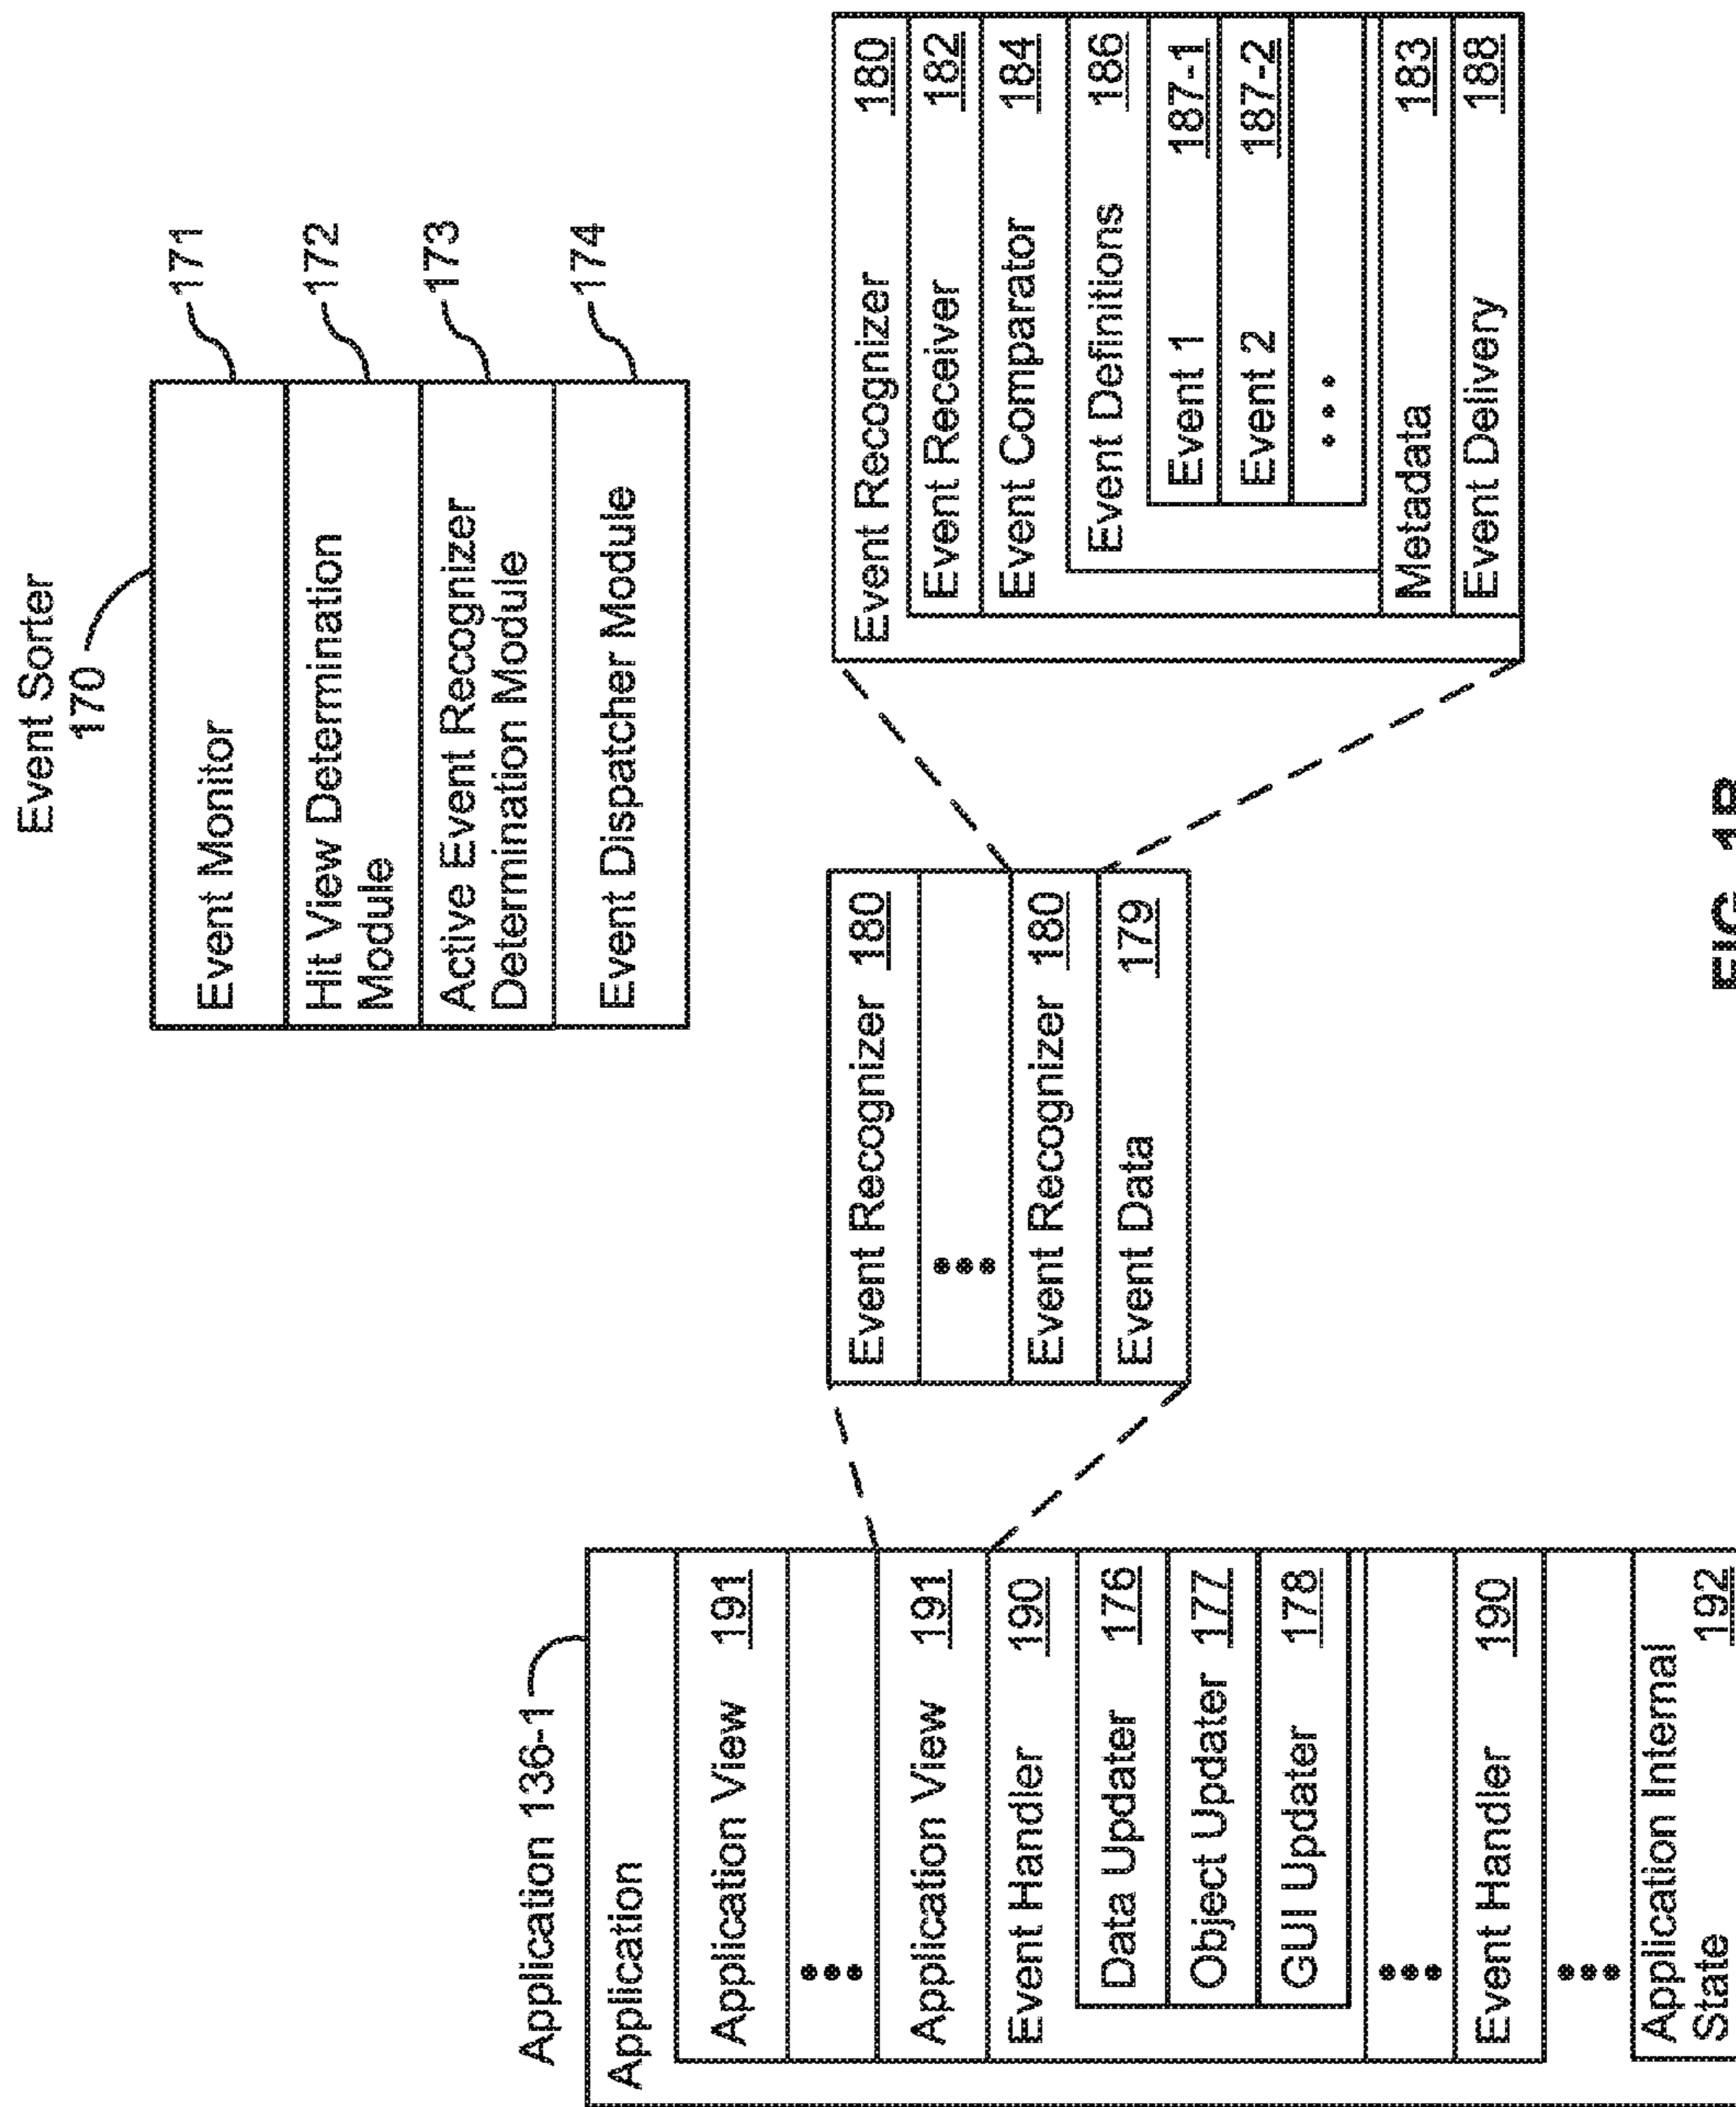 Event Sorter
170
Event Monitor
171
Hit View Determination
Module
172
Active Event Recognizer
Determination Module
173
Event Dispatcher Module
174
Application 136-1
Application
Application View 191
•••
Application View 191
Event Handler 190
Data Updater 176
Object Updater 177
GUI Updater 178
•••
Event Handler 190
•••
Application Internal
State 192
Event Recognizer 180
•••
Event Recognizer 180
Event Data 179
Event Recognizer 180
Event Receiver 182
Event Comparator 184
Event Definitions 186
Event 1 187-1
Event 2 187-2
•••
Metadata 183
Event Delivery 188
FIG. 1B